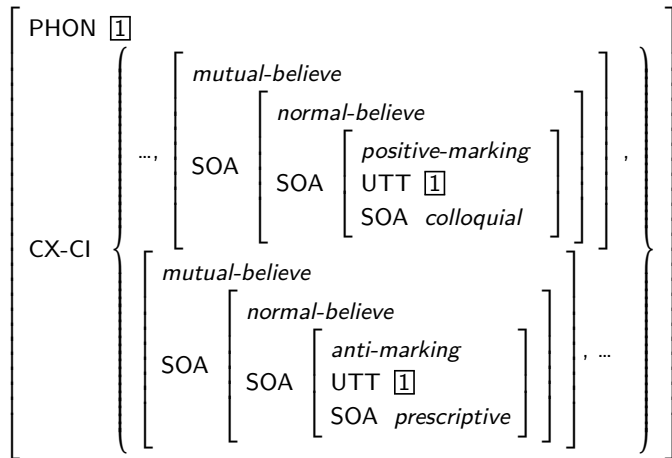 PHON 1
mutual-believe
normal-believe
positive-marking
..., SOA SOA UTT 1 ,
SOA colloquial
CX-CI
mutual-believe
normal-believe
anti-marking
SOA SOA UTT 1 , ...
SOA prescriptive